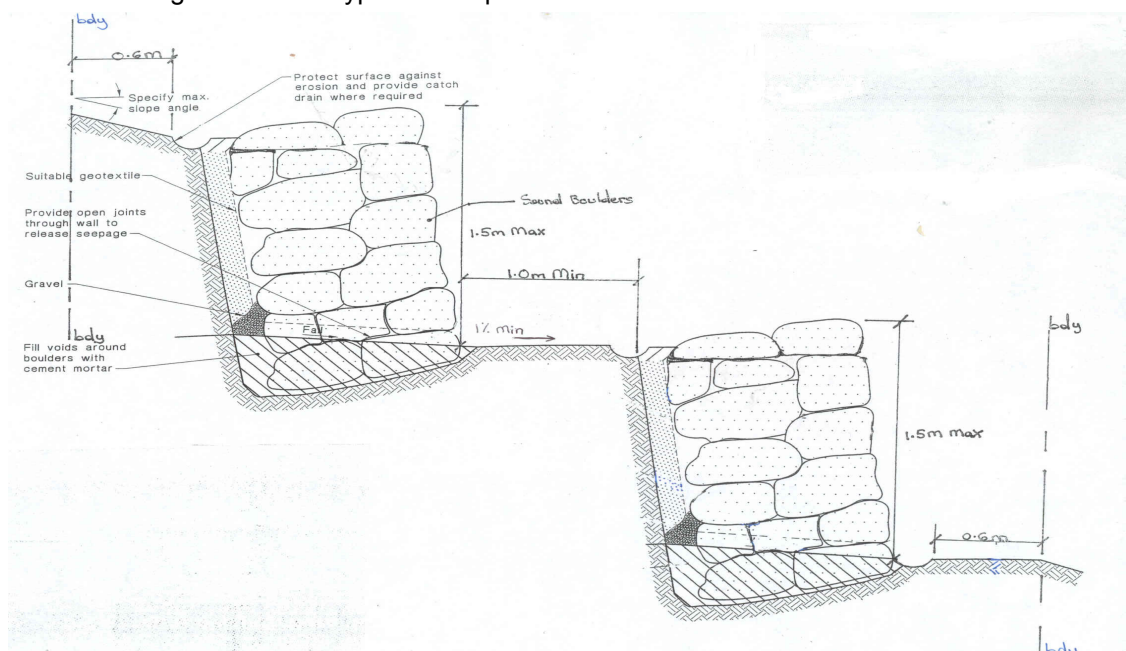 bdy
0.6m
Protect surface against
erosion and provide catch
drain where required
Specify max.
slope angle
Suitable geotextile
Sound Boulders
Provide open joints
through wall to
release seepage
1.5m Max
1.0m Min
Gravel
Fall
1% min
bdy
bdy
Fill voids around
boulders with
cement mortar
1.5m max
0.6m
bdy